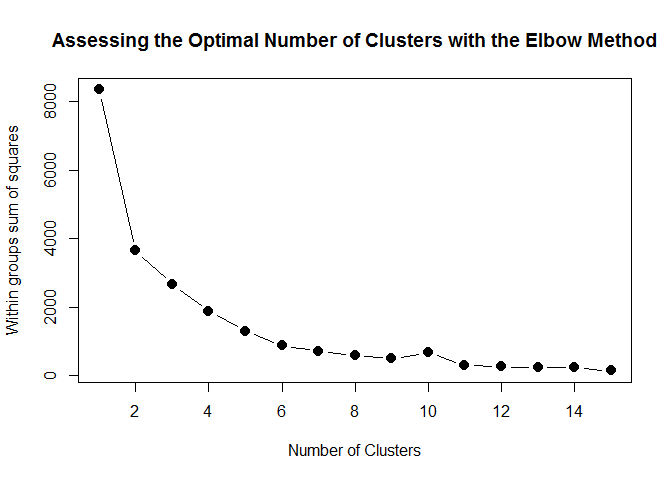 Assessing the Optimal Number of Clusters with the Elbow Method
Within groups sum of squares
8000
6000
4000
2000
0
2 4 6 8 10 12 14
Number of Clusters